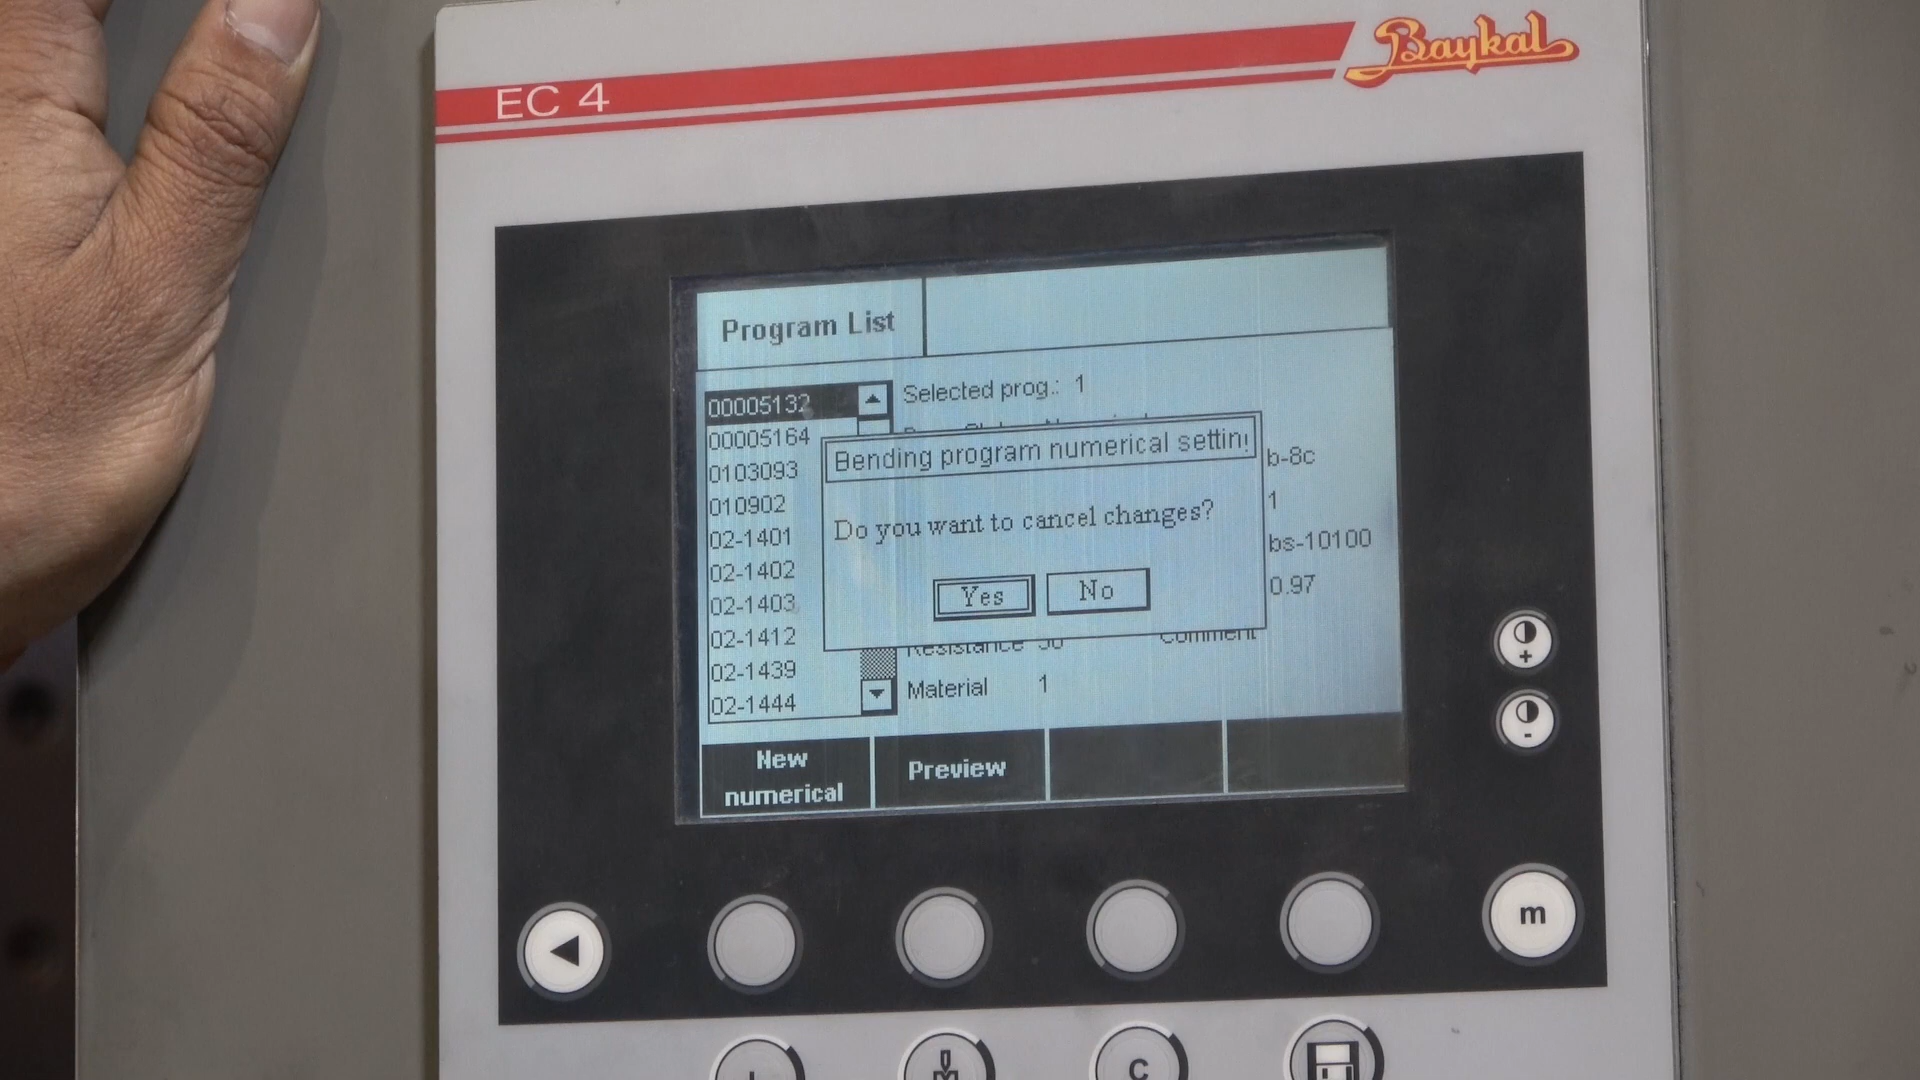 Baykal
EC 4
Program List
00005132
00005164
0103093
010902
02-1401
02-1402
02-1403
02-1412
02-1439
02-1444
Selected prog.: 1
Bending program numerical settin
Do you want to cancel changes?
Yes
No
b-8c
1
bs-10100
0.97
Resistance
Comment
Material 1
New
numerical
Preview
+
-
m
C